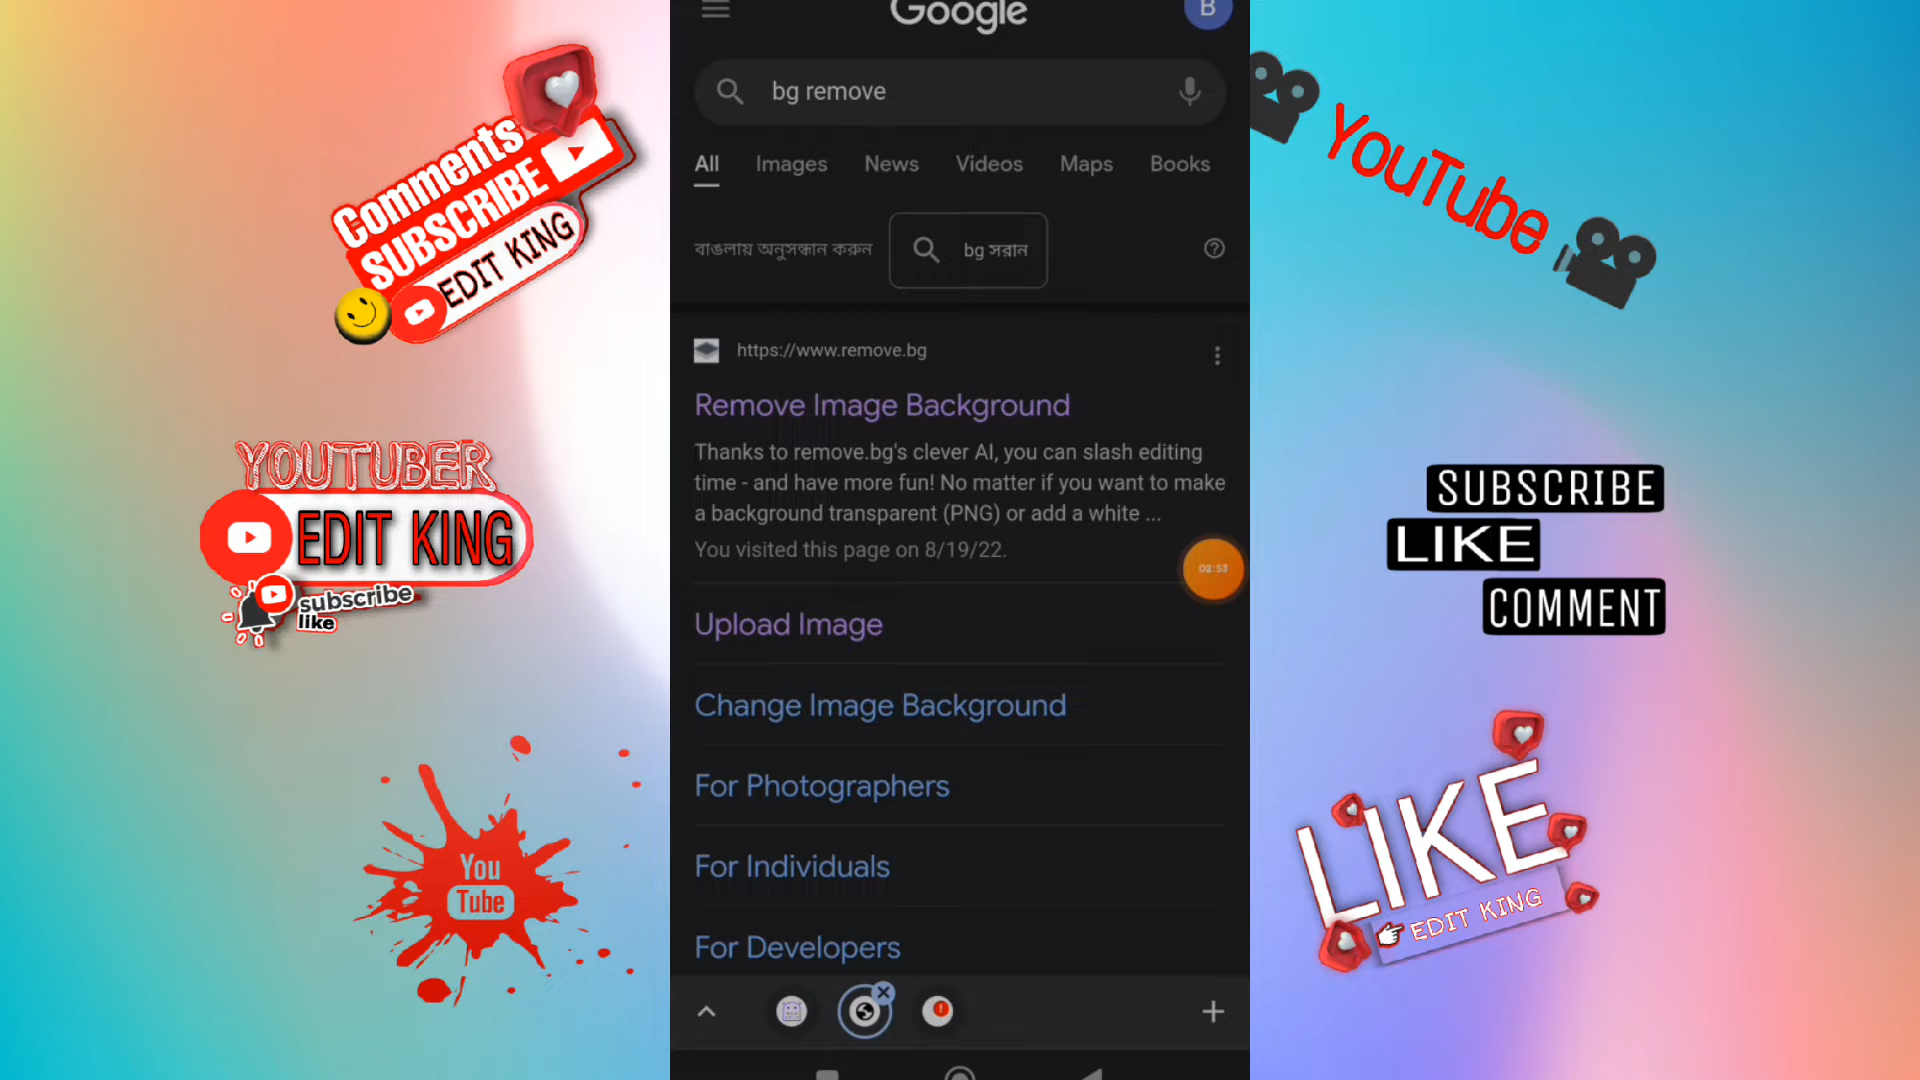 Comments
SUBSCRIBE
EDIT KING
YOUTUBER
EDIT KING
subscribe
like
You
Tube
Google
B
bg remove
All Images News Videos Maps Books
বাঙলায় অনুসন্ধান করুন bg সরান
https://www.remove.bg
Remove Image Background
Thanks to remove.bg's clever AI, you can slash editing
time - and have more fun! No matter if you want to make
a background transparent (PNG) or add a white ...
You visited this page on 8/19/22.
02:53
Upload Image
Change Image Background
For Photographers
For Individuals
For Developers
YouTube
SUBSCRIBE
LIKE
COMMENT
LIKE
EDIT KING